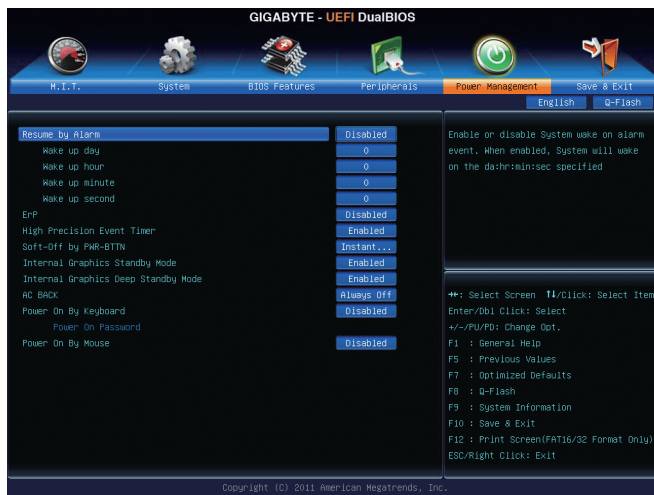 GIGABYTE - UEFI DualBIOS
M.I.T. System BIOS Features Peripherals Power Management Save & Exit
English Q-Flash
Resume by Alarm Disabled
Wake up day 0
Wake up hour 0
Wake up minute 0
Wake up second 0
ErP Disabled
High Precision Event Timer Enabled
Soft-Off by PWR-BTTN Instant...
Internal Graphics Standby Mode Enabled
Internal Graphics Deep Standby Mode Enabled
AC BACK Always Off
Power On By Keyboard Disabled
Power On Password
Power On By Mouse Disabled
Enable or disable System wake on alarm
event. When enabled, System will wake
on the da:hr:min:sec specified
→←: Select Screen ↑↓/Click: Select Item
Enter/Dbl Click: Select
+/-/PU/PD: Change Opt.
F1 : General Help
F5 : Previous Values
F7 : Optimized Defaults
F8 : Q-Flash
F9 : System Information
F10 : Save & Exit
F12 : Print Screen(FAT16/32 Format Only)
ESC/Right Click: Exit
Copyright (C) 2011 American Megatrends, Inc.